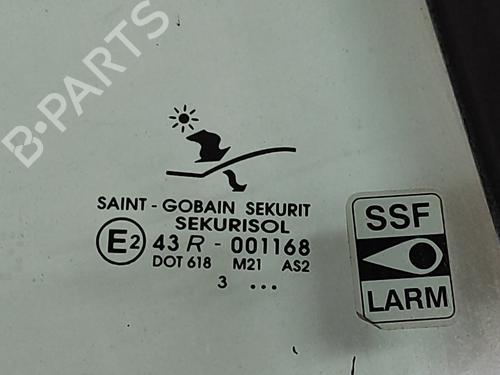 B-PARTS
SAINT - GOBAIN SEKURIT
SEKURISOL
E2 43 R - 001168
DOT 618 M21 AS2
3 ...
SSF
LARM